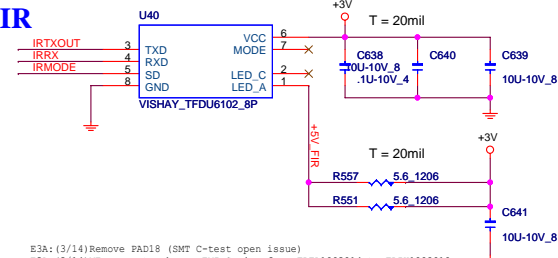 IR
U40
+3V
T = 20mil
IRTXOUT 3 TXD VCC 6
IRRX 4 RXD MODE 7
IRMODE 5 SD LED_C 2
8 GND LED_A 1
VISHAY_TFDU6102_8P
C638
10U-10V_8
.1U-10V_4
C640
C639
10U-10V_8
+5V_FIR
+3V
T = 20mil
R557 5.6_1206
R551 5.6_1206
C641
10U-10V_8
E3A:(3/14)Remove PAD18 (SMT C-test open issue)